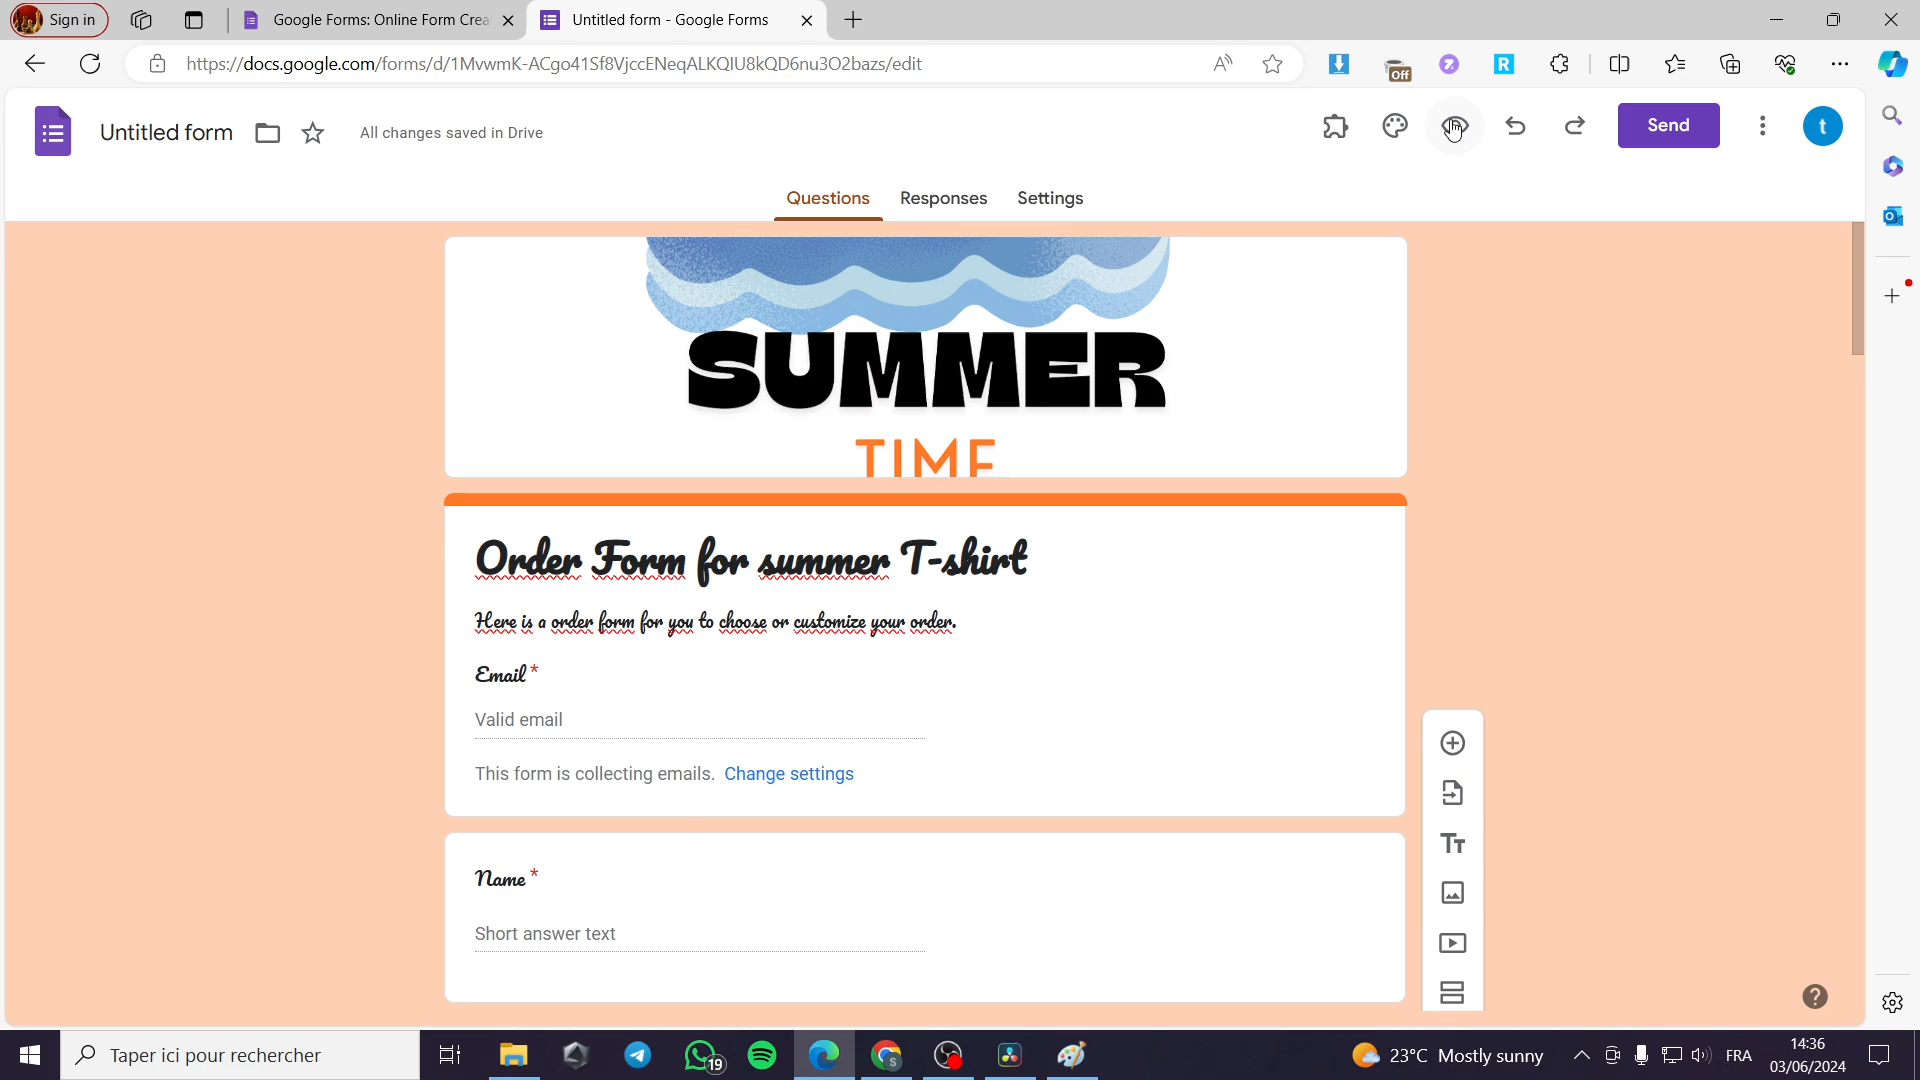 Sign in
Google Forms: Online Form Crea
Untitled form - Google Forms
https://docs.google.com/forms/d/1MvwmK-ACgo41Sf8VjccENeqALKQIU8kQD6nu3O2bazs/edit
Off
Untitled form
All changes saved in Drive
Send
t
Questions Responses Settings
SUMMER
TIME
Order Form for summer T-shirt
Here is a order form for you to choose or customize your order.
Email *
Valid email
This form is collecting emails. Change settings
Name *
Short answer text
Taper ici pour rechercher
19
23°C Mostly sunny
FRA
14:36
03/06/2024